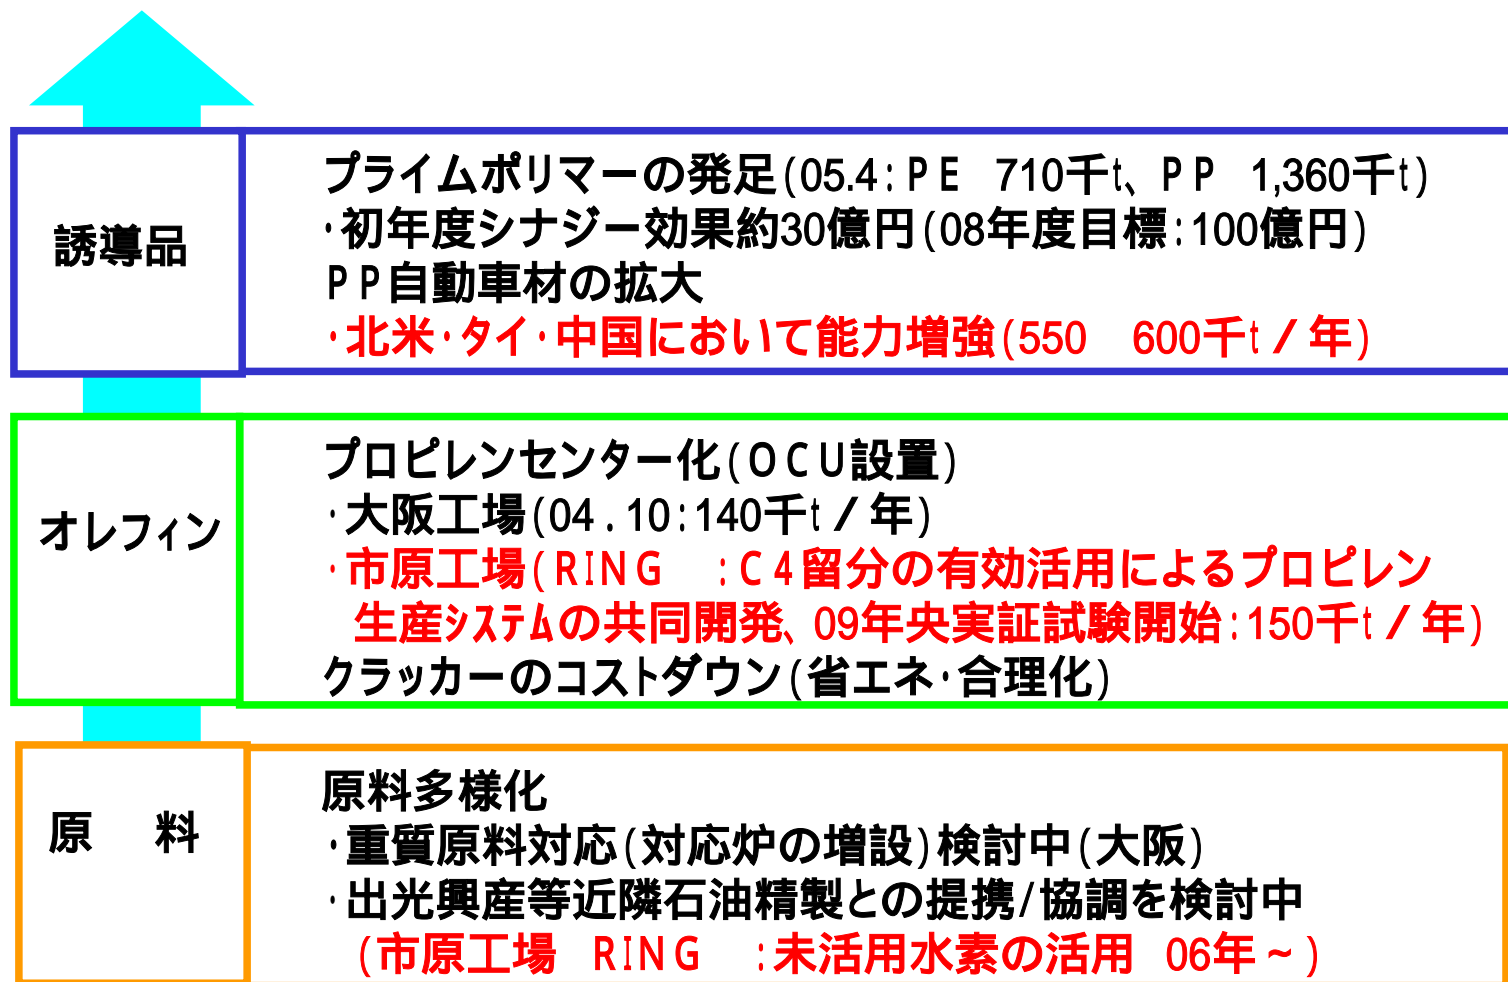 誘導品
プライムポリマーの発足(05.4:PE 710千t、PP 1,360千t)
・初年度シナジー効果約30億円(08年度目標:100億円)
PP自動車材の拡大
・北米・タイ・中国において能力増強(550 600千t/年)
オレフィン
プロピレンセンター化(OCU設置)
・大阪工場(04.10:140千t/年)
・市原工場(RING :C4留分の有効活用によるプロピレン
生産システムの共同開発、09年央実証試験開始:150千t/年)
クラッカーのコストダウン(省エネ・合理化)
原 料
原料多様化
・重質原料対応(対応炉の増設)検討中(大阪)
・出光興産等近隣石油精製との提携/協調を検討中
(市原工場 RING :未活用水素の活用 06年~)